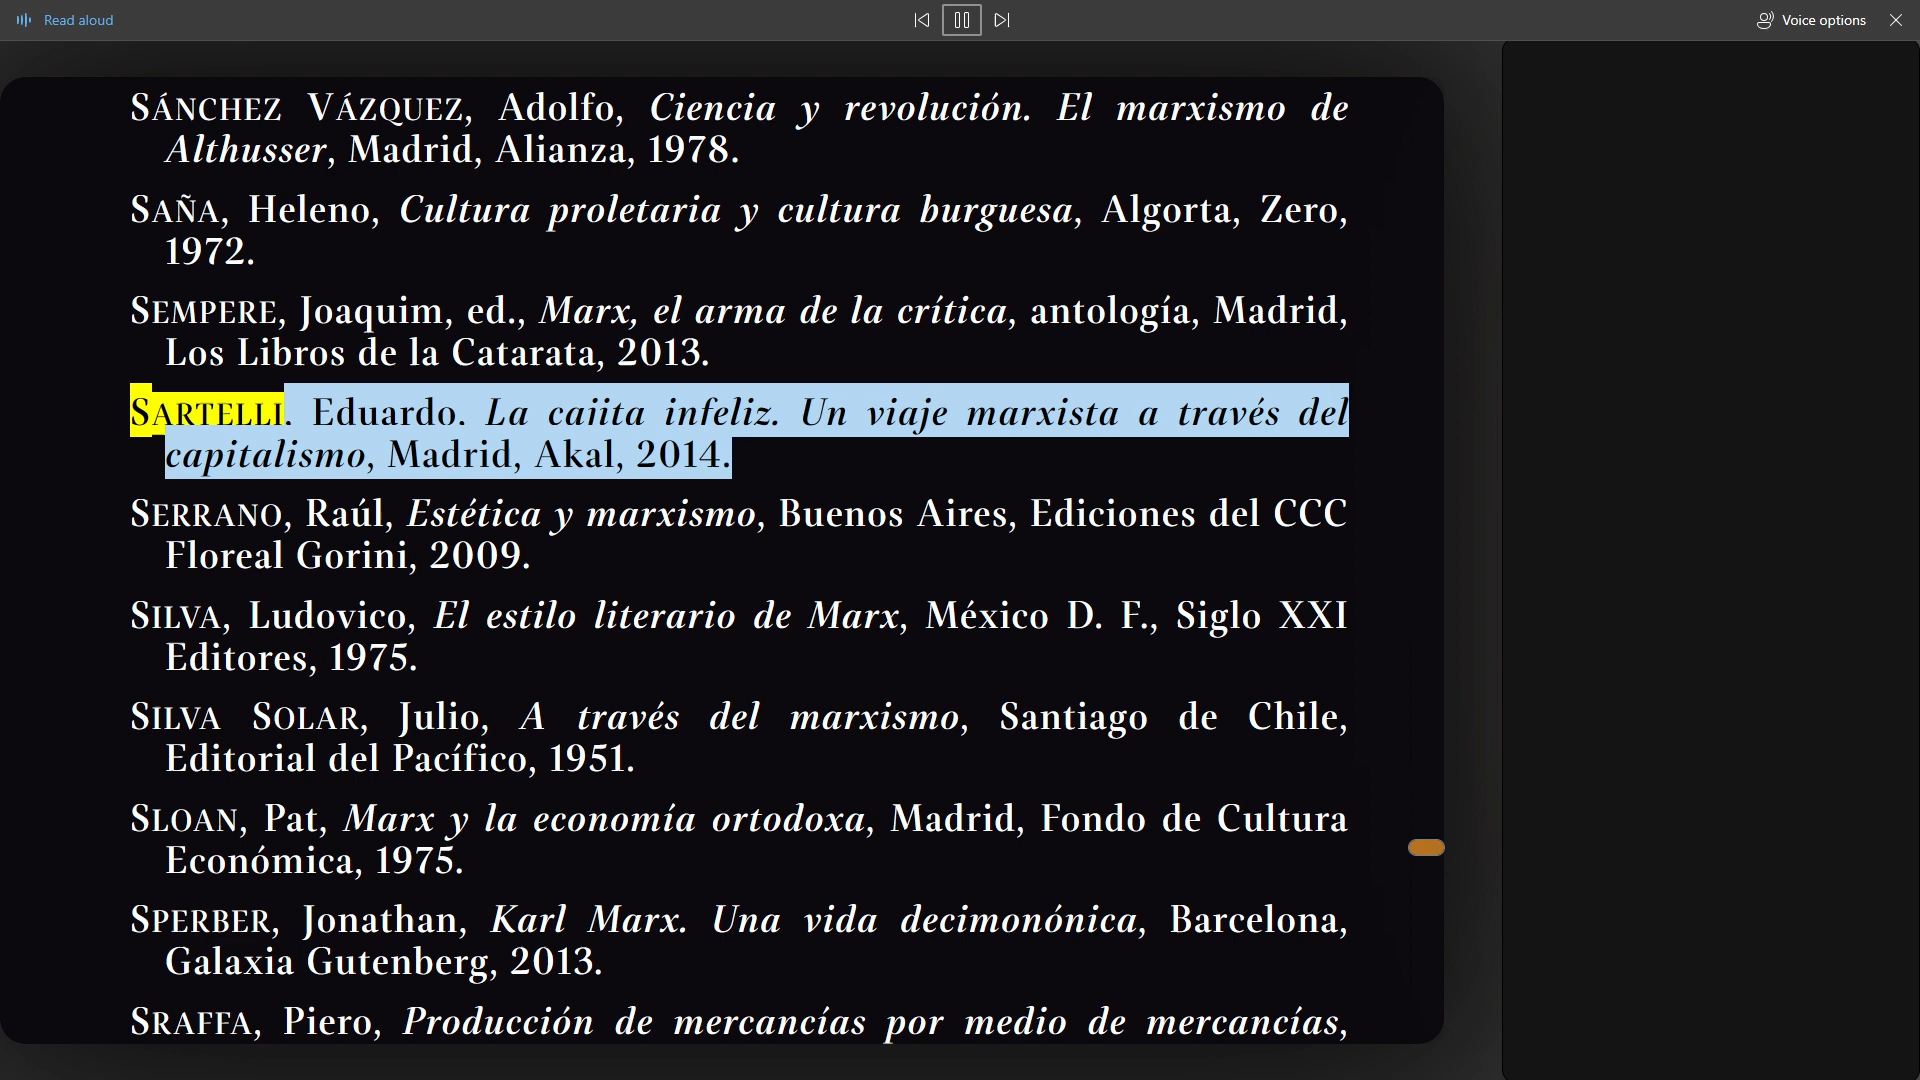 Read aloud
Voice options
SÁNCHEZ VÁZQUEZ, Adolfo, Ciencia y revolución. El marxismo de
Althusser, Madrid, Alianza, 1978.
SAÑA, Heleno, Cultura proletaria y cultura burguesa, Algorta, Zero,
1972.
SEMPERE, Joaquim, ed., Marx, el arma de la crítica, antología, Madrid,
Los Libros de la Catarata, 2013.
SARTELLI, Eduardo, La cajita infeliz. Un viaje marxista a través del
capitalismo, Madrid, Akal, 2014.
SERRANO, Raúl, Estética y marxismo, Buenos Aires, Ediciones del CCC
Floreal Gorini, 2009.
SILVA, Ludovico, El estilo literario de Marx, México D. F., Siglo XXI
Editores, 1975.
SILVA SOLAR, Julio, A través del marxismo, Santiago de Chile,
Editorial del Pacífico, 1951.
SLOAN, Pat, Marx y la economía ortodoxa, Madrid, Fondo de Cultura
Económica, 1975.
SPERBER, Jonathan, Karl Marx. Una vida decimonónica, Barcelona,
Galaxia Gutenberg, 2013.
SRAFFA, Piero, Producción de mercancías por medio de mercancías,